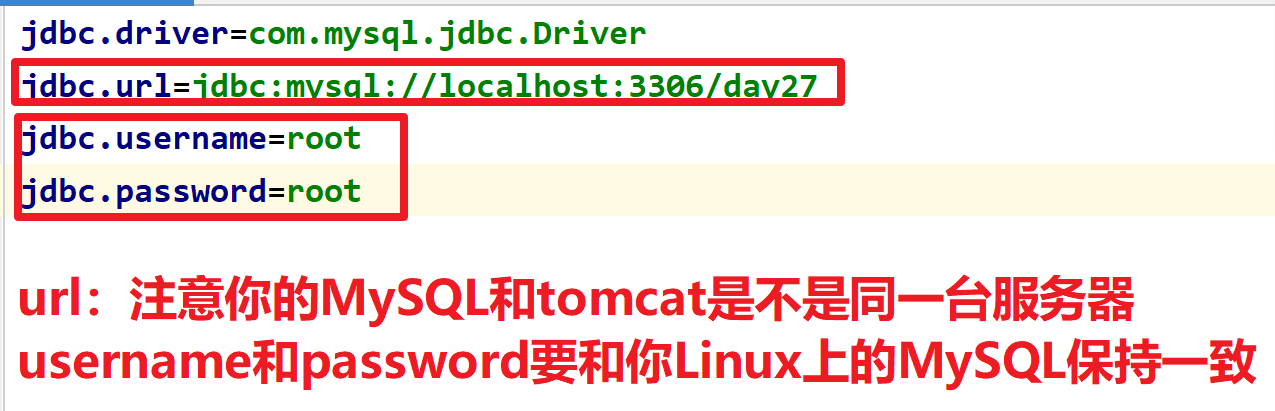 jdbc.driver=com.mysql.jdbc.Driver
jdbc.url=jdbc:mysql://localhost:3306/day27
jdbc.username=root
jdbc.password=root
url：注意你的MySQL和tomcat是不是同一台服务器
username和password要和你Linux上的MySQL保持一致